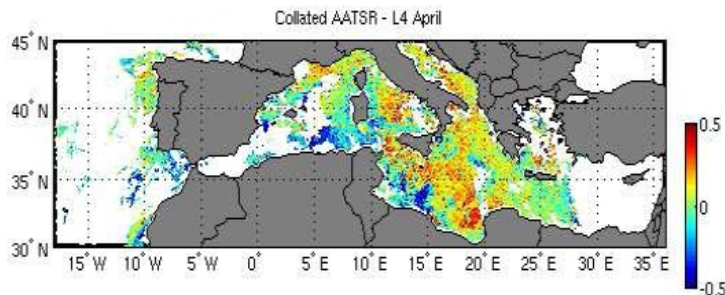 Collated AATSR - L4 April
45° N
40° N
35° N
30° N
15° W
10° W
5° W
0°
5° E
10° E
15° E
20° E
25° E
30° E
35° E
0.5
0
-0.5